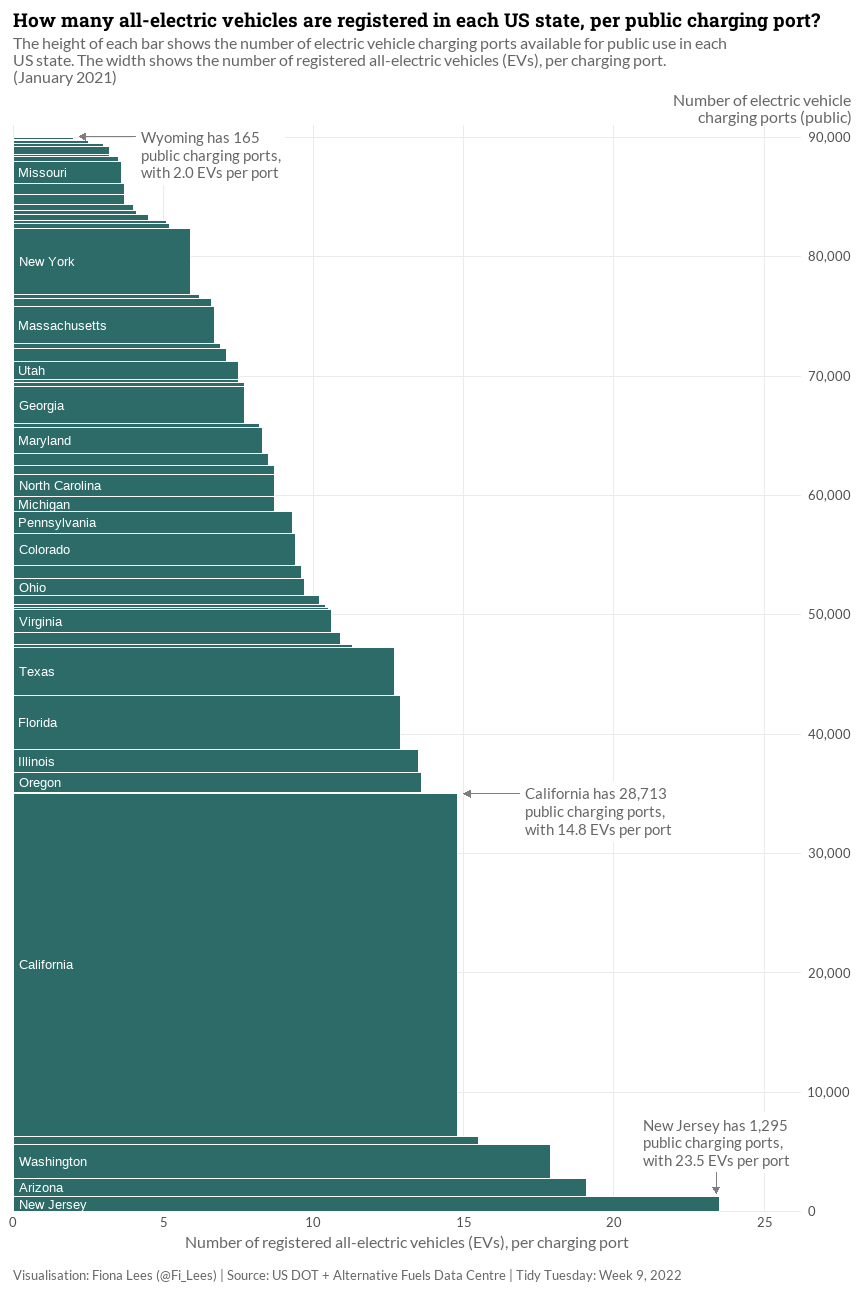 How many all-electric vehicles are registered in each US state, per public charging port?
The height of each bar shows the number of electric vehicle charging ports available for public use in each
US state. The width shows the number of registered all-electric vehicles (EVs), per charging port.
(January 2021)
Number of electric vehicle
charging ports (public)
90,000
Wyoming has 165
public charging ports,
with 2.0 EVs per port
Missouri
80,000
New York
Massachusetts
70,000
Utah
Georgia
Maryland
60,000
North Carolina
Michigan
Pennsylvania
Colorado
Ohio
50,000
Virginia
Texas
40,000
Florida
Illinois
Oregon
California has 28,713
public charging ports,
with 14.8 EVs per port
30,000
California
20,000
10,000
New Jersey has 1,295
public charging ports,
with 23.5 EVs per port
Washington
Arizona
New Jersey
0
0 5 10 15 20 25
Number of registered all-electric vehicles (EVs), per charging port
Visualisation: Fiona Lees (@Fi_Lees) | Source: US DOT + Alternative Fuels Data Centre | Tidy Tuesday: Week 9, 2022